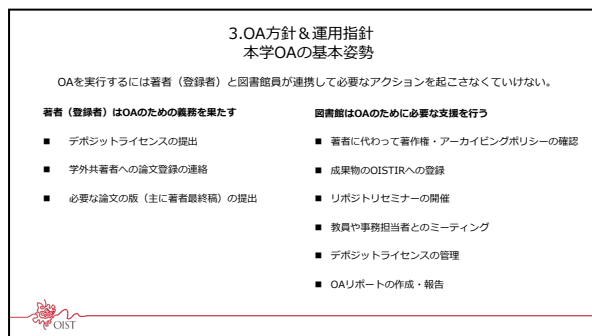 3.OA方針＆運用指針
本学OAの基本姿勢
OAを実行するには著者（登録者）と図書館員が連携して必要なアクションを起こさなくていけない。
著者（登録者）はOAのための義務を果たす
■ デポジットライセンスの提出
■ 学外共著者への論文登録の連絡
■ 必要な論文の版（主に著者最終稿）の提出
図書館はOAのために必要な支援を行う
■ 著者に代わって著作権・アーカイビングポリシーの確認
■ 成果物のOISTIRへの登録
■ リポジトリセミナーの開催
■ 教員や事務担当者とのミーティング
■ デポジットライセンスの管理
■ OAリポートの作成・報告
OIST